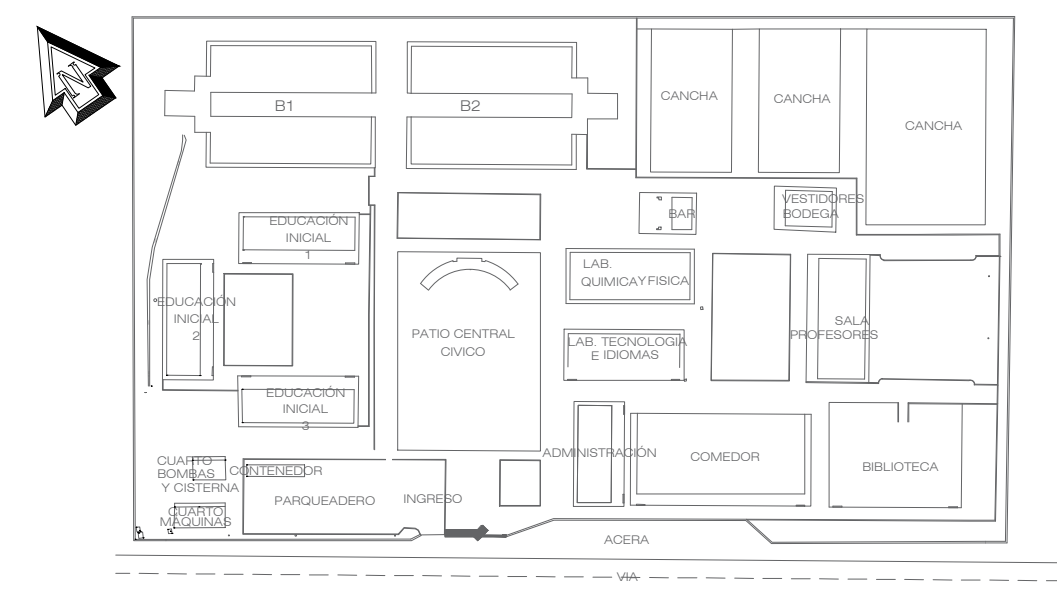 N
B1
B2
CANCHA
CANCHA
CANCHA
EDUCACIÓN
INICIAL
1
BAR
VESTIDORES
BODEGA
EDUCACIÓN
INICIAL
2
LAB.
QUIMICA Y FISICA
PATIO CENTRAL
CIVICO
LAB. TECNOLOGIA
E IDIOMAS
SALA
PROFESORES
EDUCACIÓN
INICIAL
3
ADMINISTRACIÓN
COMEDOR
BIBLIOTECA
CUARTO
BOMBAS
Y CISTERNA
CONTENEDOR
PARQUEADERO
INGRESO
CUARTO
MAQUINAS
ACERA
VIA